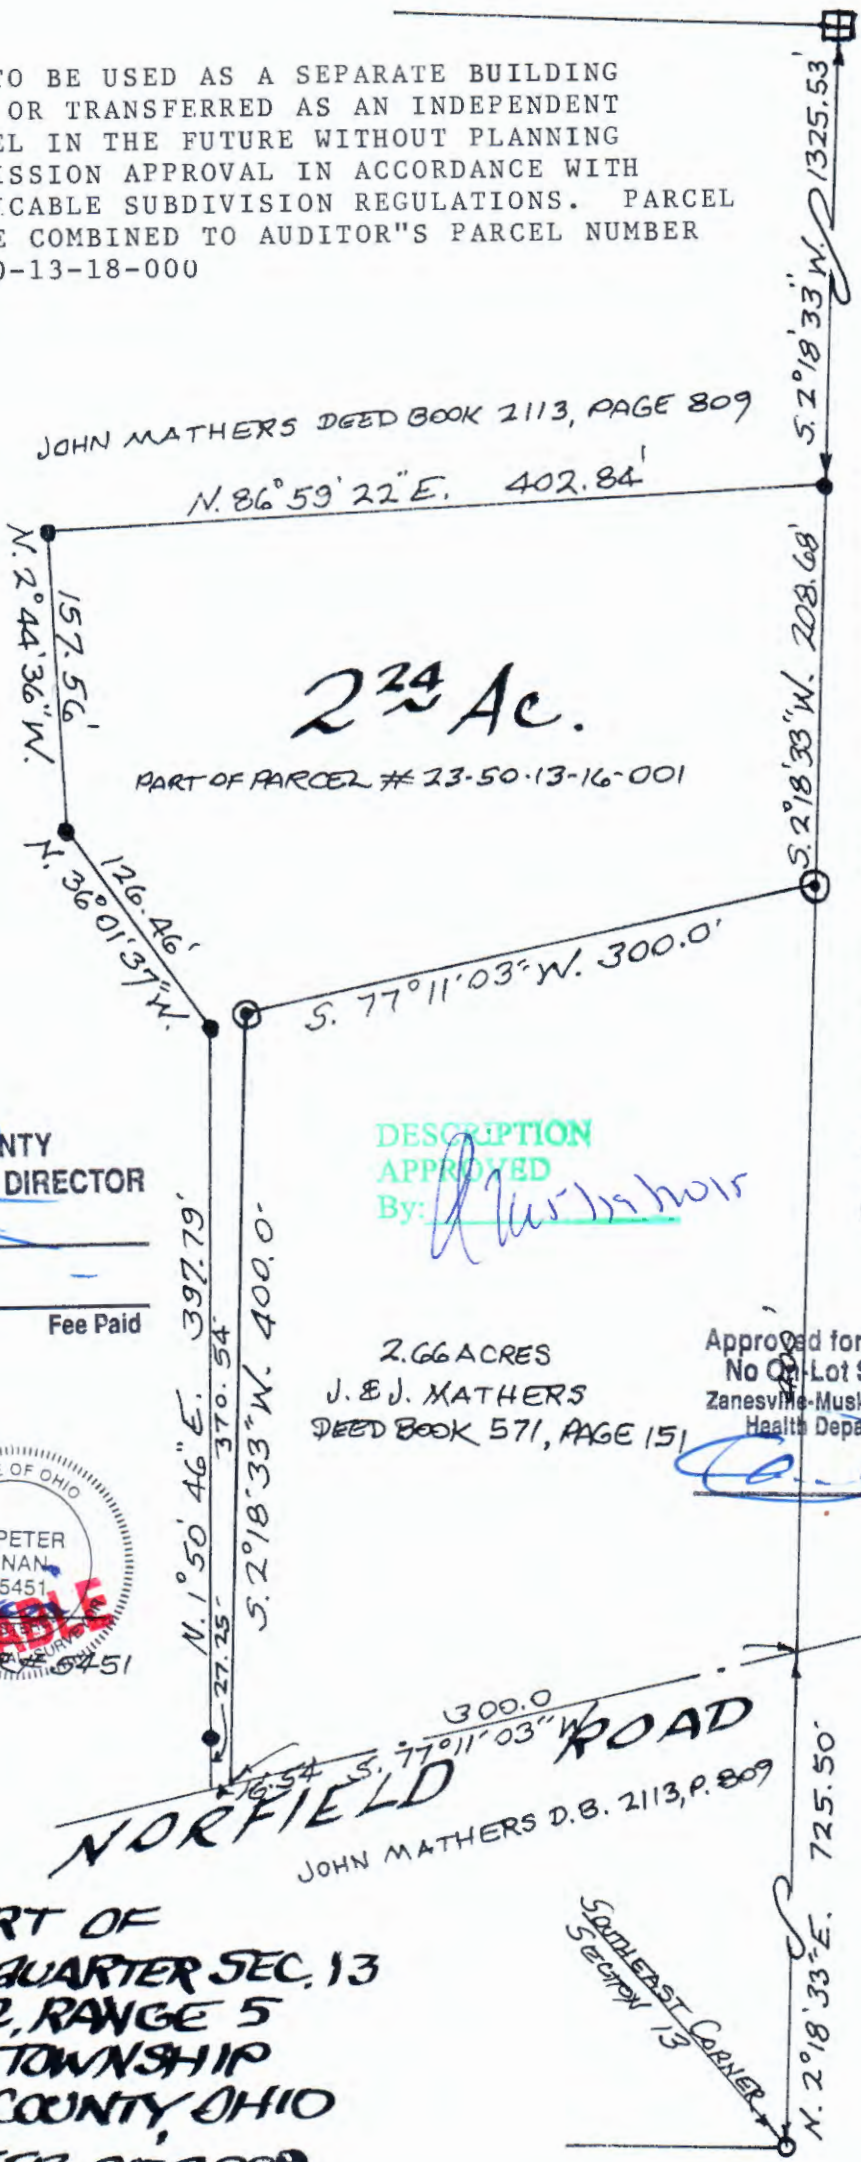 TO BE USED AS A SEPARATE BUILDING
OR TRANSFERRED AS AN INDEPENDENT
EL IN THE FUTURE WITHOUT PLANNING
ISSION APPROVAL IN ACCORDANCE WITH
ICABLE SUBDIVISION REGULATIONS. PARCEL
E COMBINED TO AUDITOR"S PARCEL NUMBER
0-13-18-000
S. 2°18'33" W. 1325.53'
JOHN MATHERS DEED BOOK 2113, PAGE 809
N. 86°59'22" E. 402.84'
N. 2°44'36" W.
157.56'
2 24 Ac.
PART OF PARCEL # 23-50-13-16-001
S. 2°18'33" W. 208.68'
126.46'
N. 36°01'37" W.
S. 77°11'03" W. 300.0'
NTY
DIRECTOR
Fee Paid
DESCRIPTION
APPROVED
By:
N. 1°50'46" E. 397.79'
370.54'
27.25'
S. 2°18'33" W. 400.0'
2.66 ACRES
J. & J. MATHERS
DEED BOOK 571, PAGE 151
400'
Approved for
No On-Lot S
Zanesville-Musk
Health Depa
E OF OHIO
PETER
NAN
5451
SURVEYOR
ABLE
# 5451
300.0
S. 77°11'03" W.
16.54
NORFIELD ROAD
JOHN MATHERS D.B. 2113, P. 809
N. 2°18'33" E. 725.50'
SOUTHEAST CORNER
SECTION 13
RT OF
QUARTER SEC. 13
2, RANGE 5
TOWNSHIP
COUNTY, OHIO